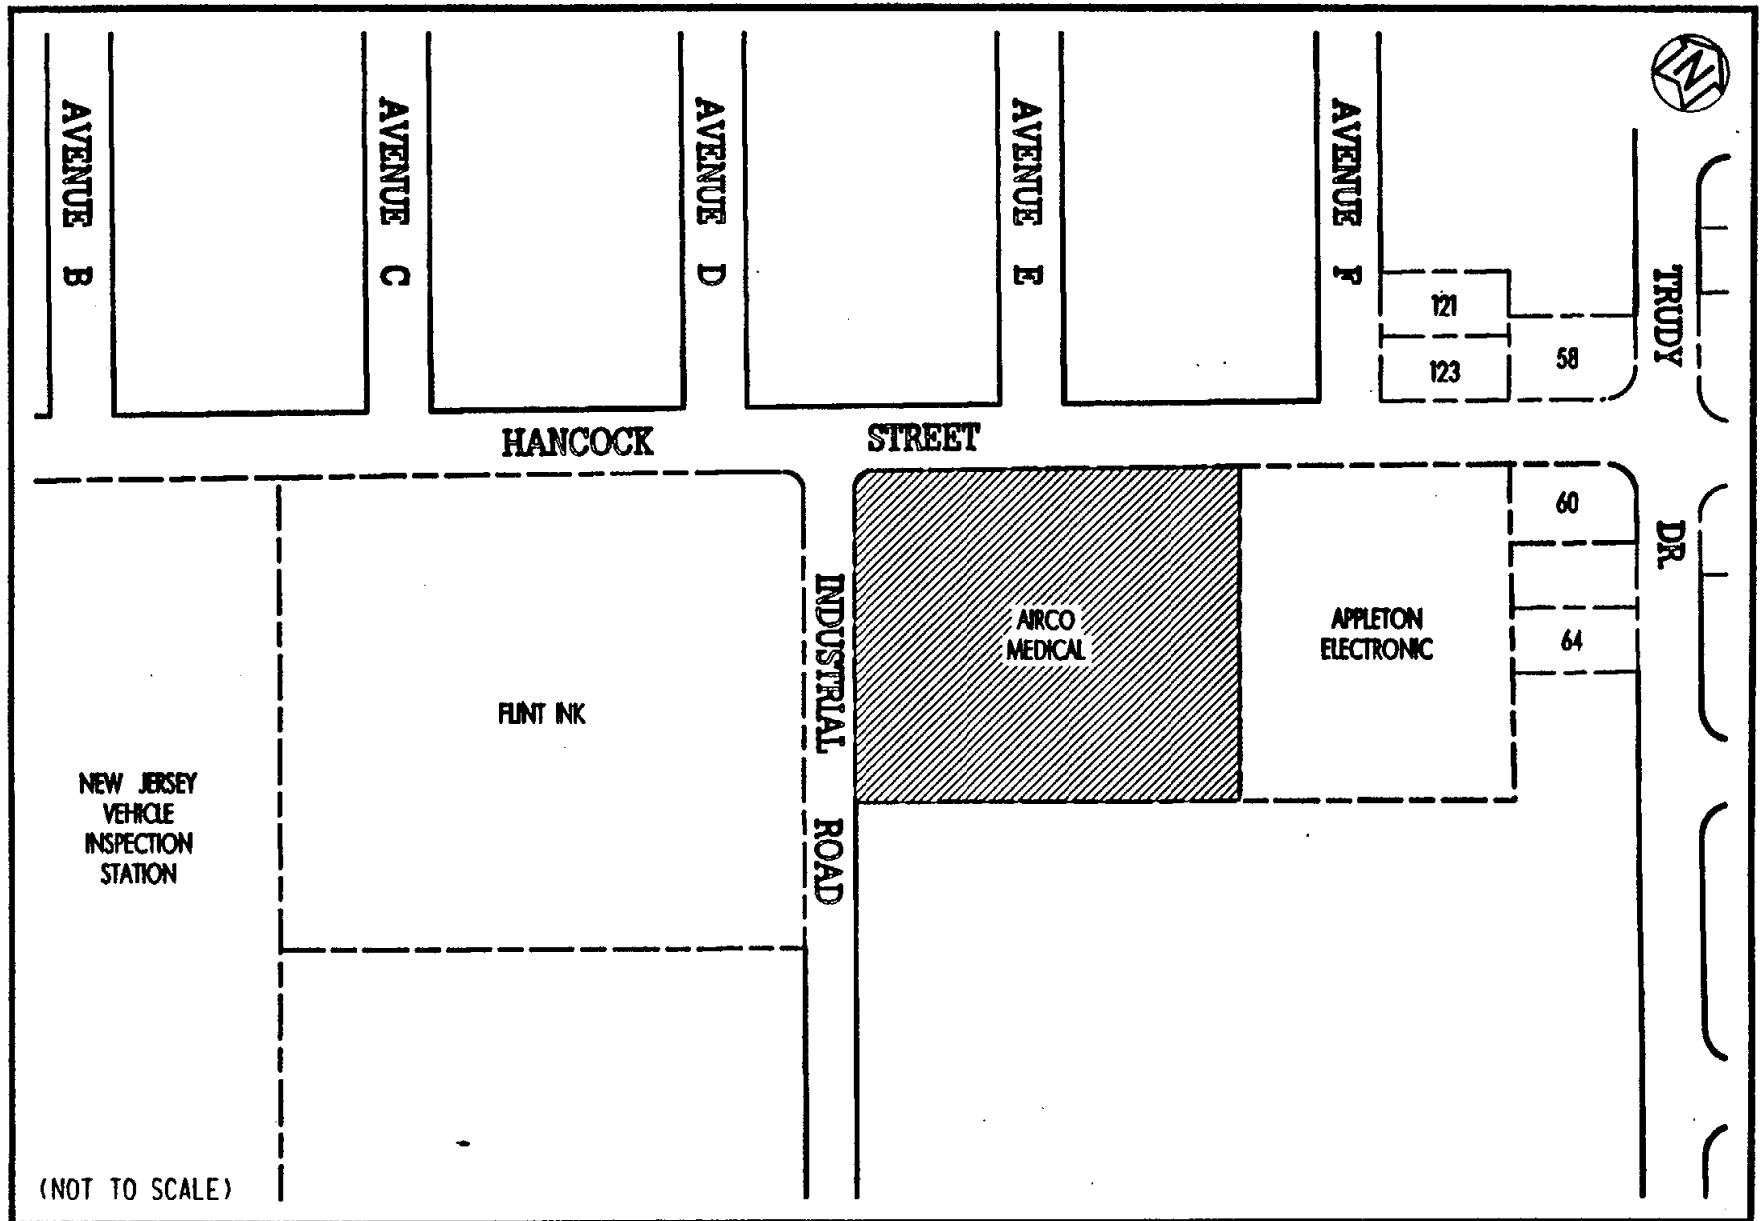 N
AVENUE B
AVENUE C
AVENUE D
AVENUE E
AVENUE F
TRUDY DR.
121
123
58
HANCOCK STREET
60
64
INDUSTRIAL ROAD
AIRCO
MEDICAL
APPLETON
ELECTRONIC
FLINT INK
NEW JERSEY
VEHICLE
INSPECTION
STATION
(NOT TO SCALE)